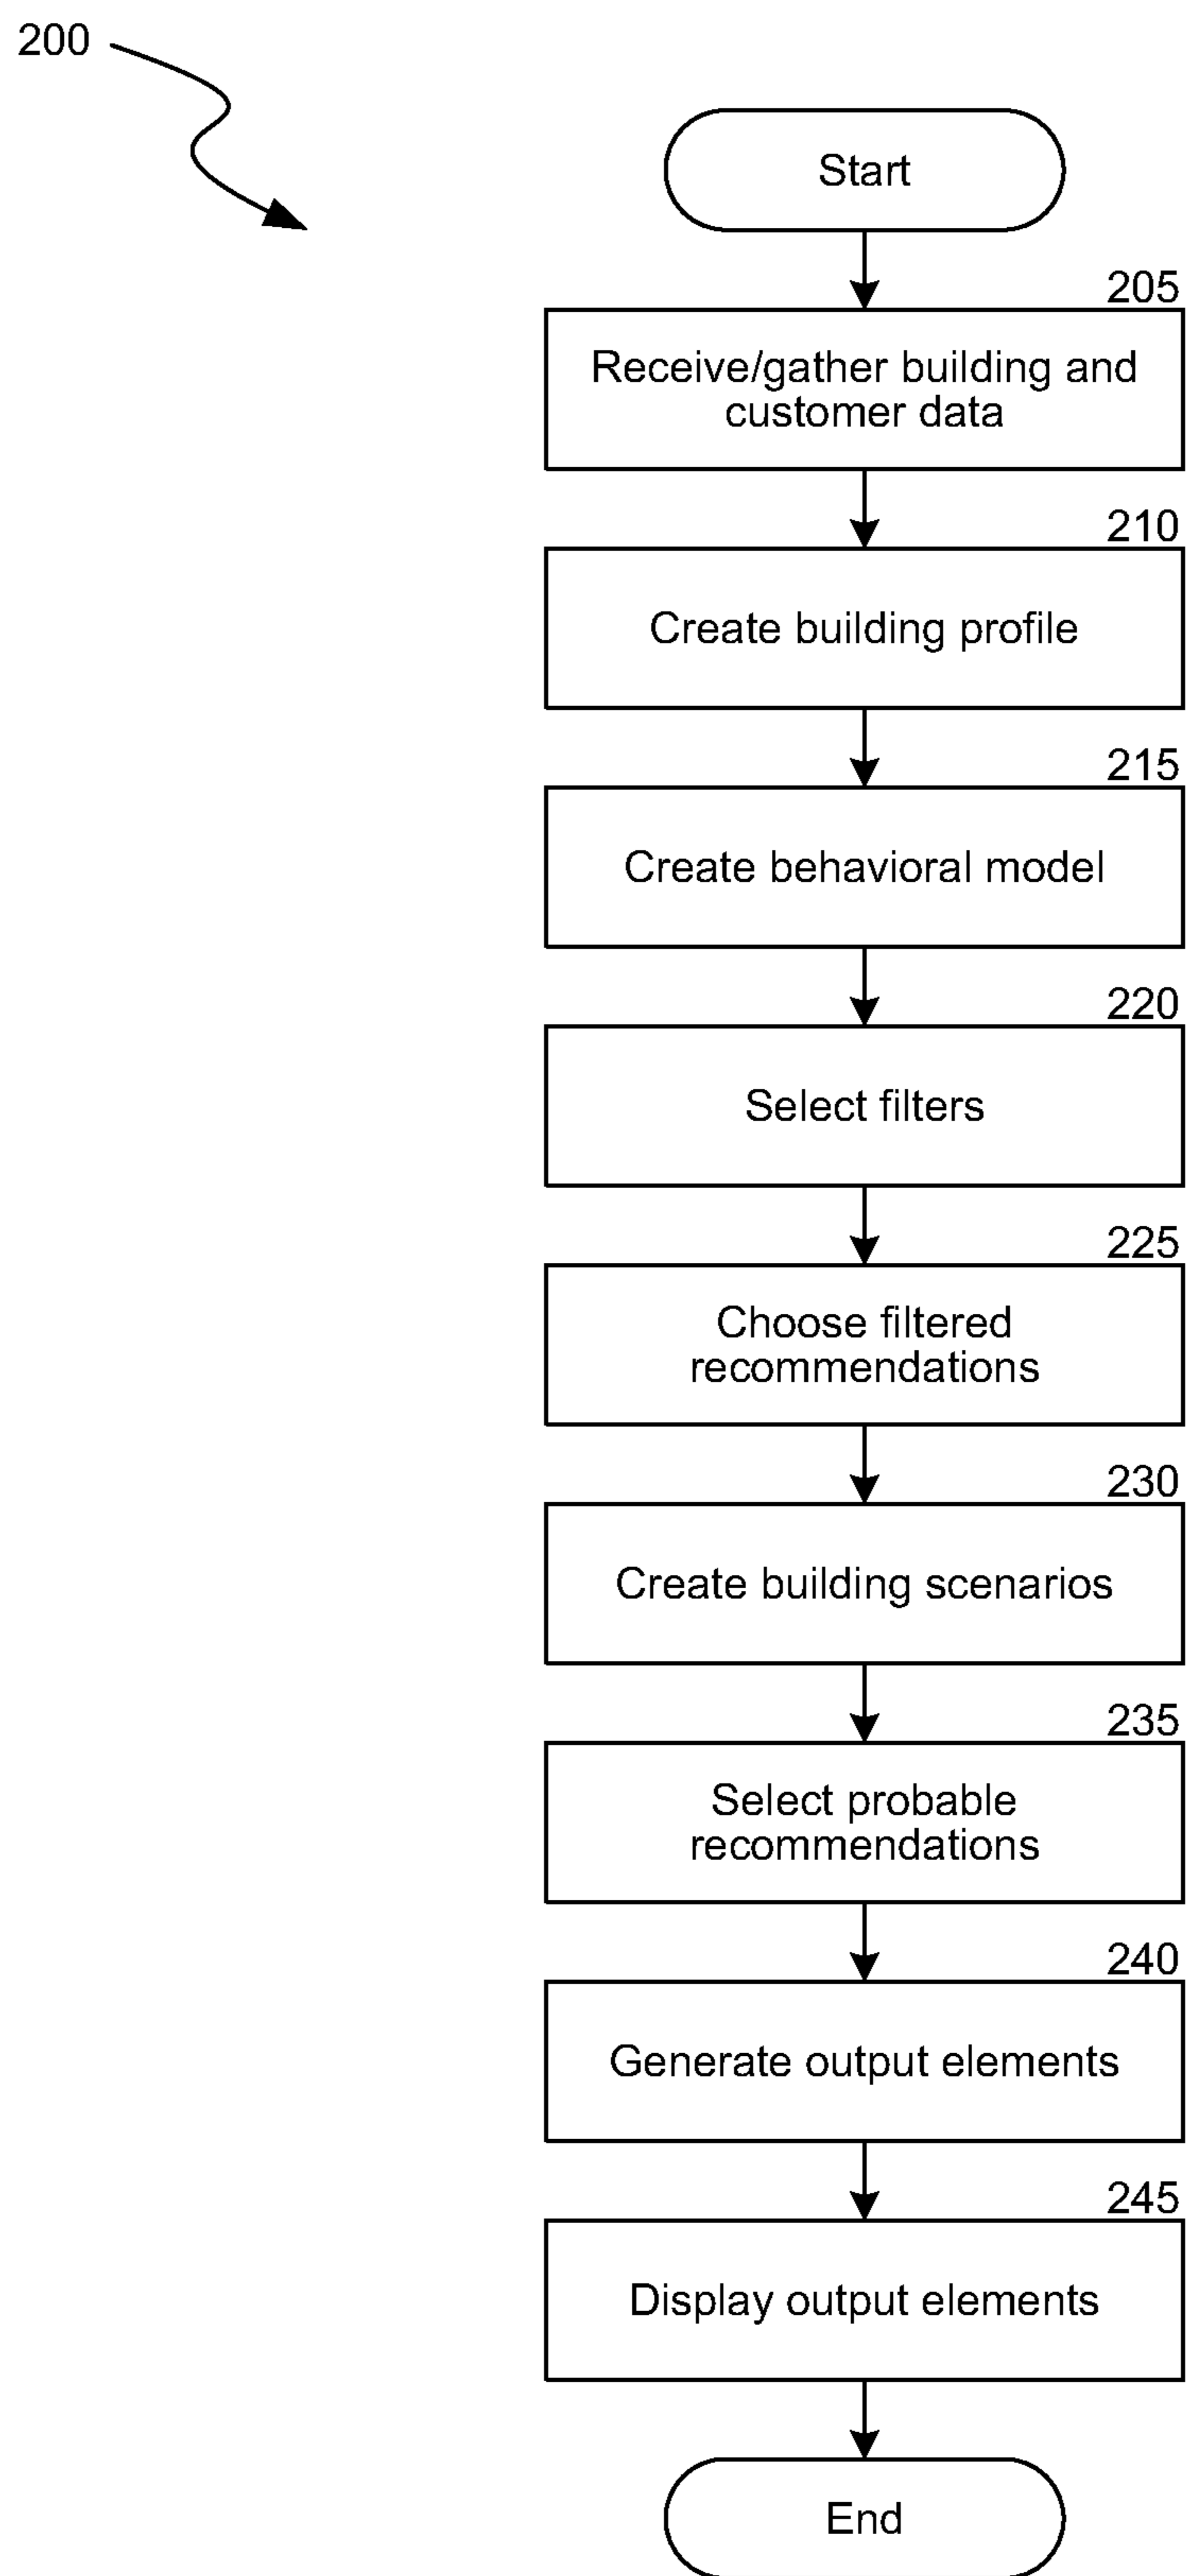 200
Start
205
Receive/gather building and
customer data
210
Create building profile
215
Create behavioral model
220
Select filters
225
Choose filtered
recommendations
230
Create building scenarios
235
Select probable
recommendations
240
Generate output elements
245
Display output elements
End